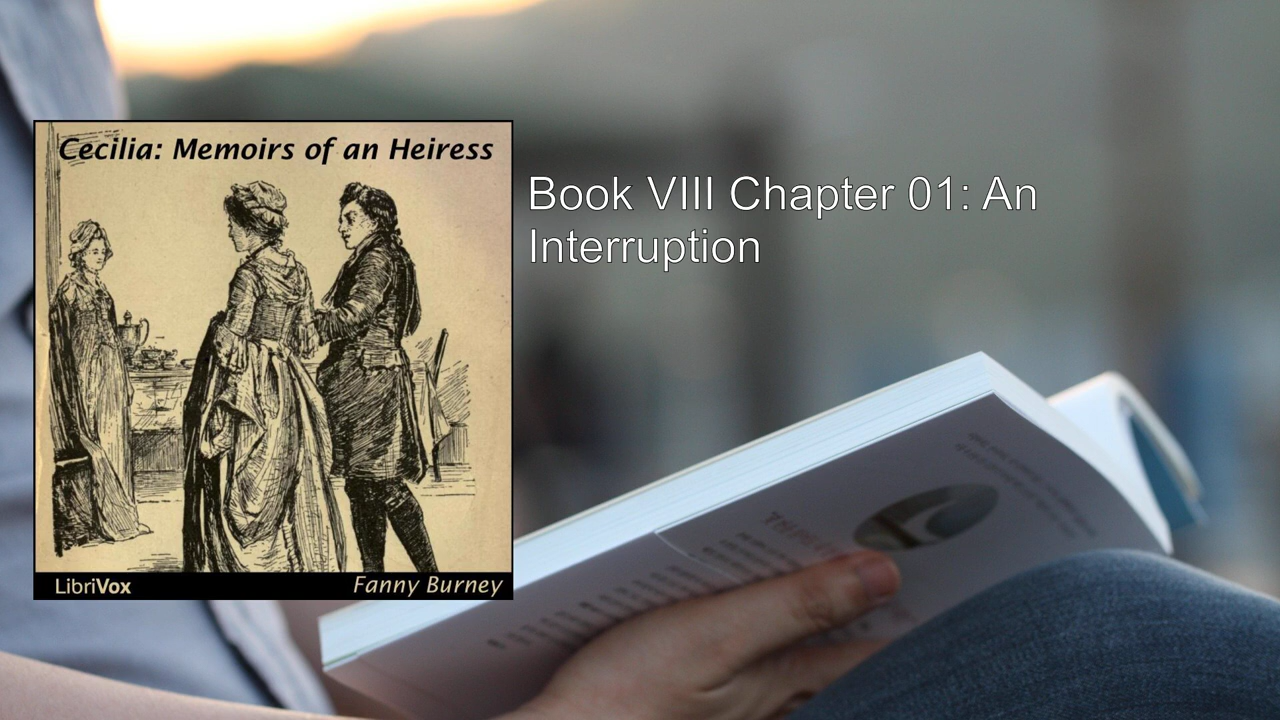 Cecilia: Memoirs of an Heiress
Book VIII Chapter 01: An
Interruption
LibriVox
Fanny Burney